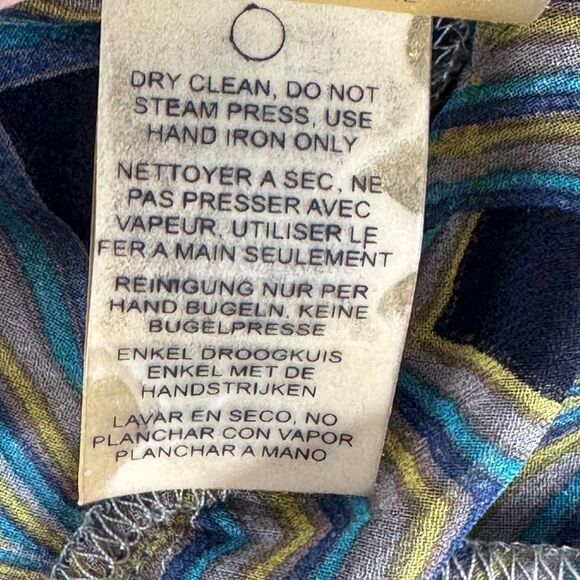 DRY CLEAN, DO NOT
STEAM PRESS, USE
HAND IRON ONLY
NETTOYER A SEC, NE
PAS PRESSER AVEC
VAPEUR. UTILISER LE
FER A MAIN SEULEMENT
REINIGUNG NUR PER
HAND BUGELN, KEINE
BUGELPRESSE
ENKEL DROOGKUIS
ENKEL MET DE
HANDSTRIJKEN
LAVAR EN SECO, NO
PLANCHAR CON VAPOR
PLANCHAR A MANO